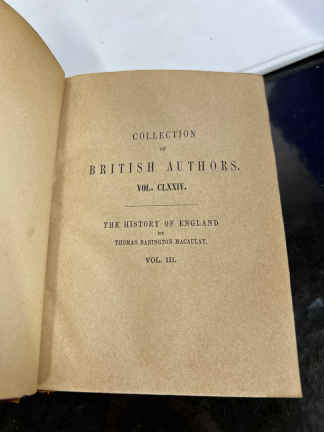 COLLECTION
OF
BRITISH AUTHORS.
VOL. CLXXIV.
THE HISTORY OF ENGLAND
BY
THOMAS BABINGTON MACAULAY.
VOL. III.